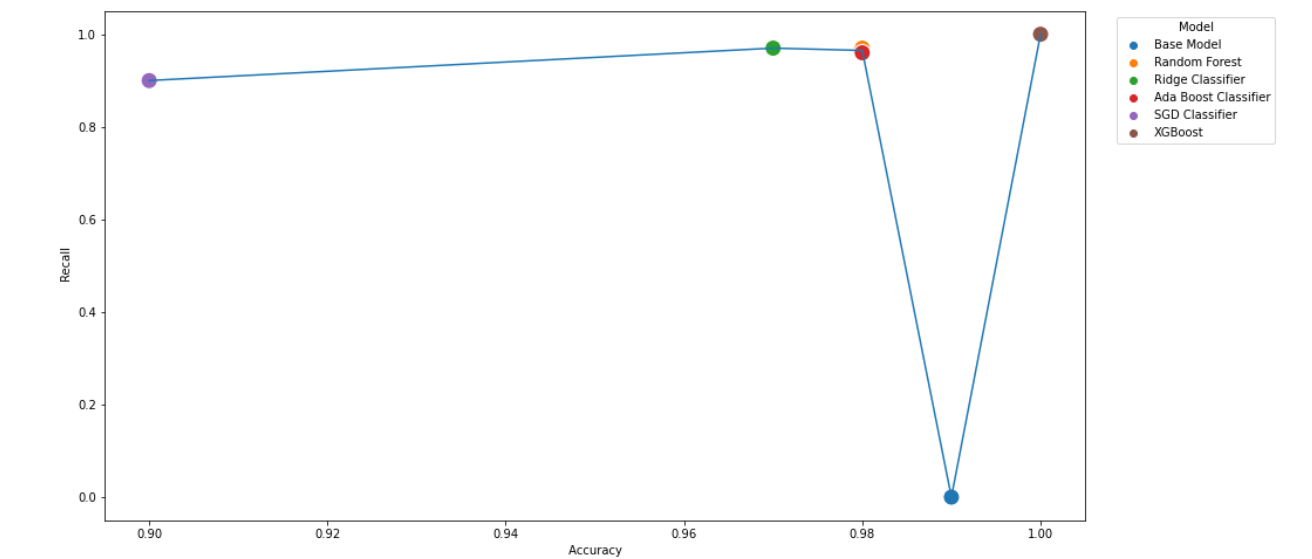 1.0
0.8
0.6
0.4
0.2
0.0
Recall
0.90 0.92 0.94 0.96 0.98 1.00
Accuracy
Model
Base Model
Random Forest
Ridge Classifier
Ada Boost Classifier
SGD Classifier
XGBoost